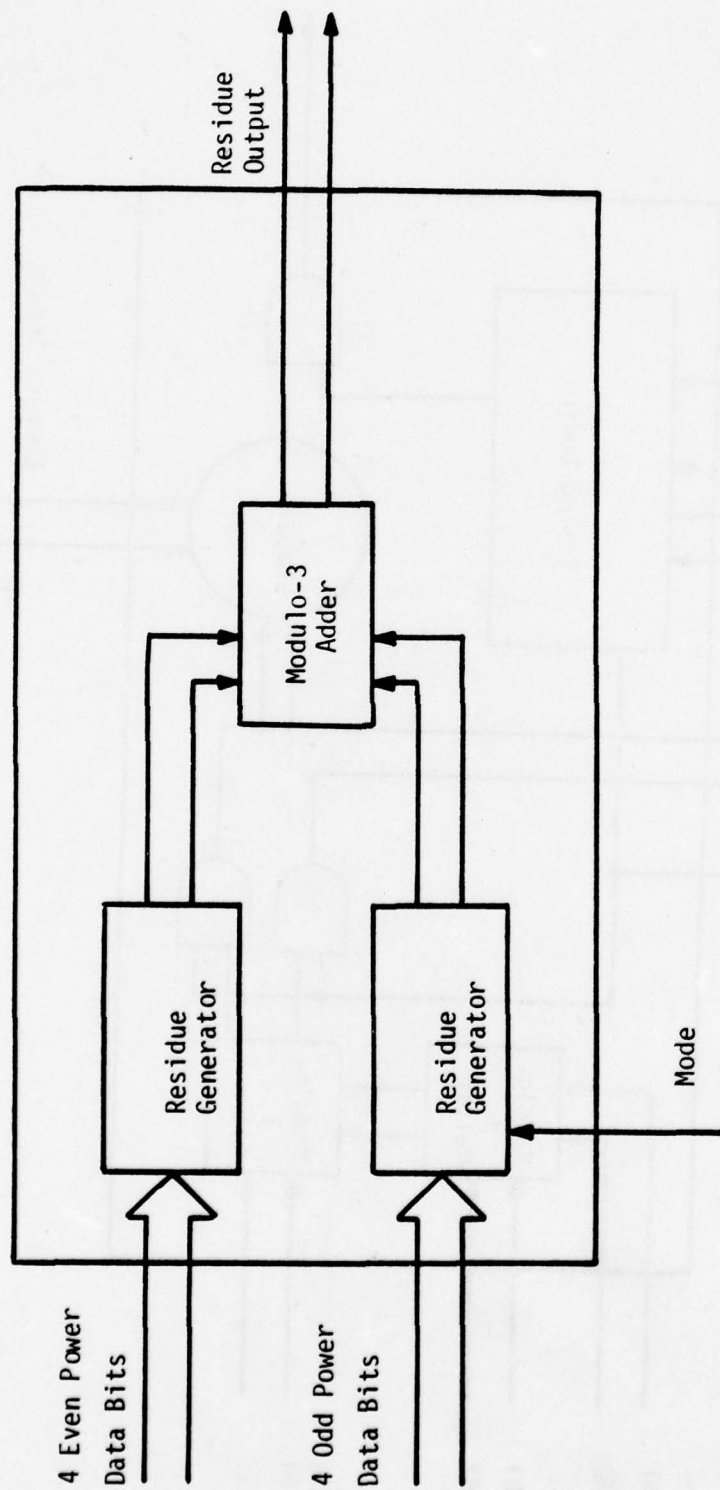 4 Even Power
Data Bits
Residue
Generator
4 Odd Power
Data Bits
Residue
Generator
Mode
Modulo-3
Adder
Residue
Output